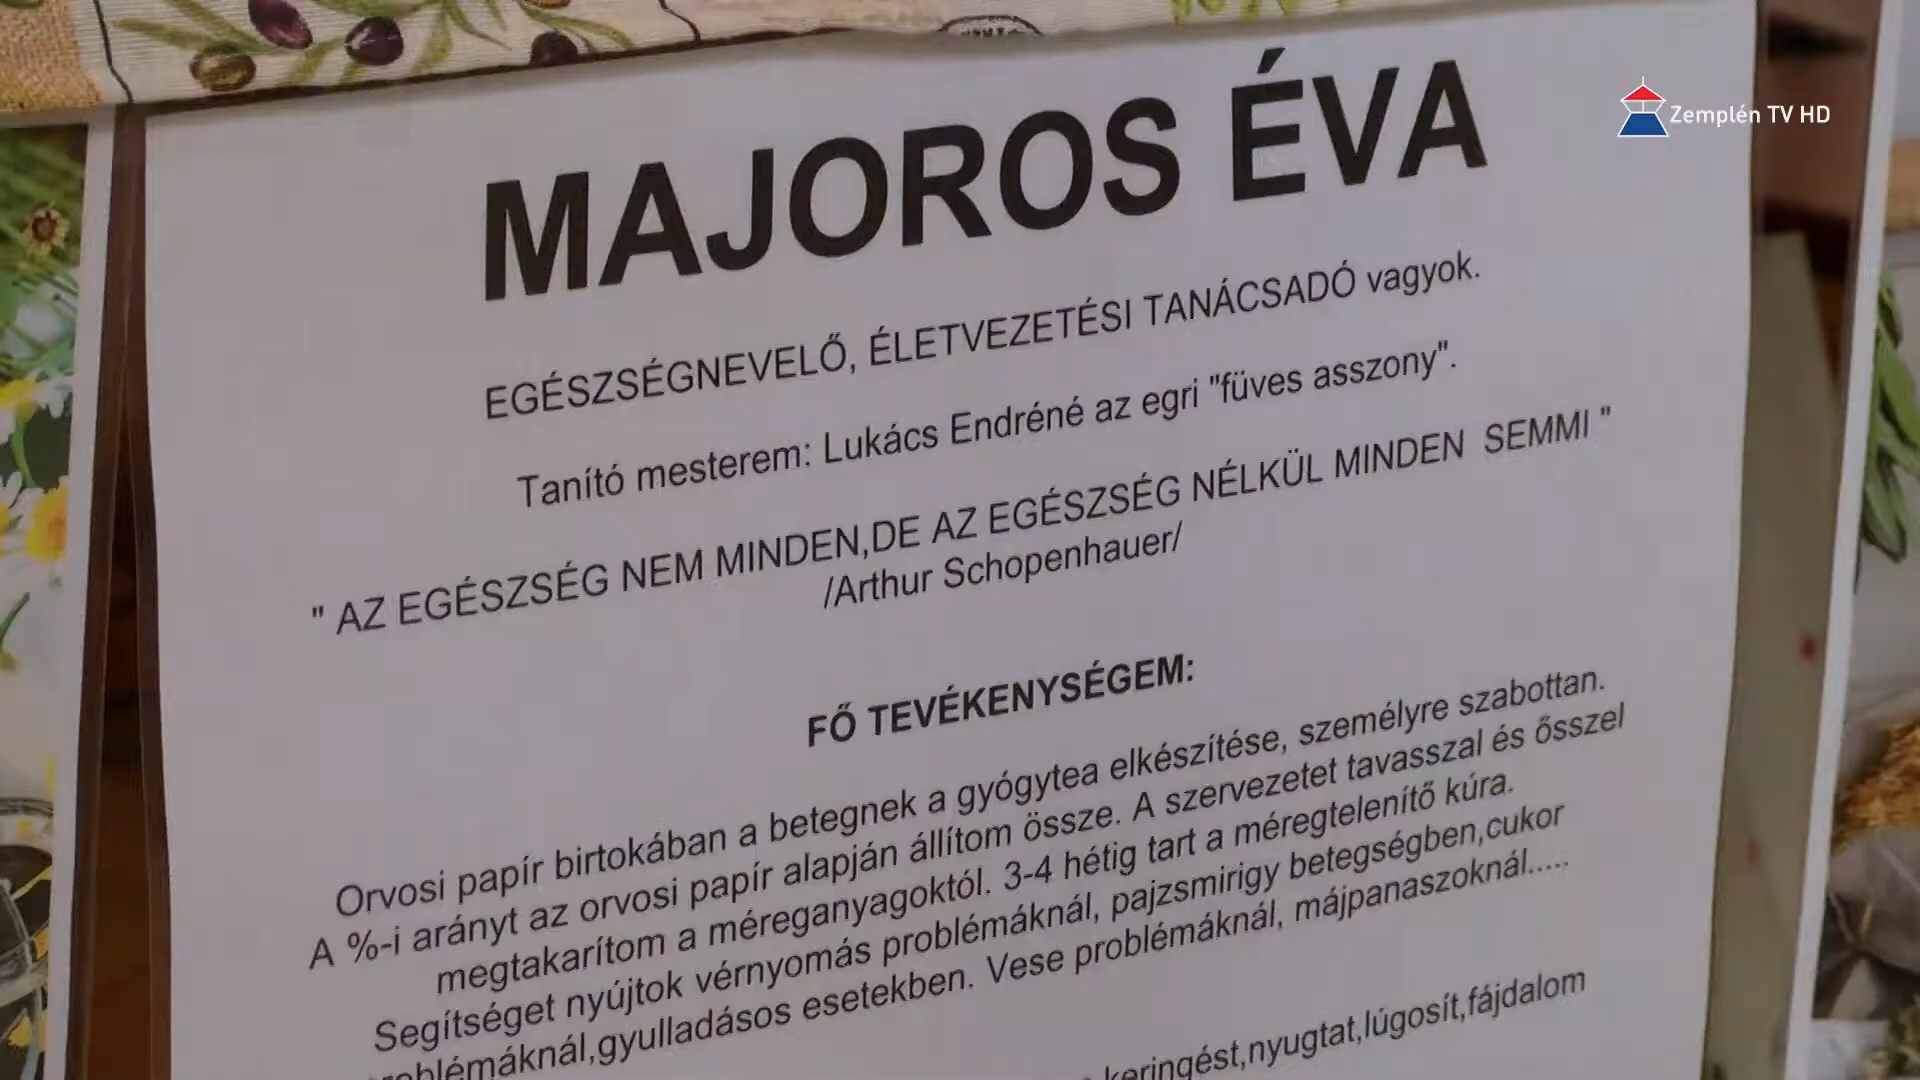 MAJOROS ÉVA
Zemplén TV HD
EGÉSZSÉGNEVELŐ, ÉLETVEZETÉSI TANÁCSADÓ vagyok.
Tanító mesterem: Lukács Endréné az egri "füves asszony".
" AZ EGÉSZSÉG NEM MINDEN,DE AZ EGÉSZSÉG NÉLKÜL MINDEN SEMMI "
/Arthur Schopenhauer/
FŐ TEVÉKENYSÉGEM:
Orvosi papír birtokában a betegnek a gyógytea elkészítése, személyre szabottan.
A %-i arányt az orvosi papír alapján állítom össze. A szervezetet tavasszal és ősszel
megtakarítom a méreganyagoktól. 3-4 hétig tart a méregtelenítő kúra.
Segítséget nyújtok vérnyomás problémáknál, pajzsmirigy betegségben,cukor
problémáknál,gyulladásos esetekben. Vese problémáknál, májpanaszoknál.....
keringést,nyugtat,lúgosít,fájdalom